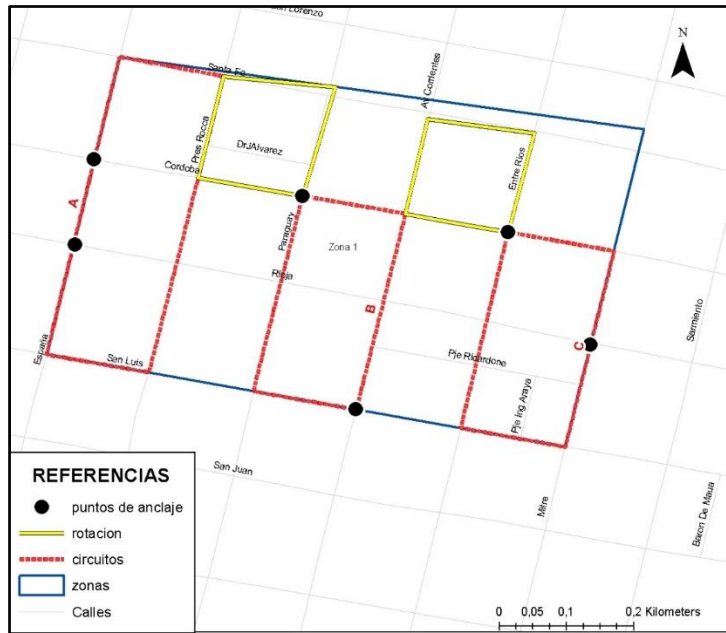 Lorenzo
N
Santa Fe
Av Corrientes
Pres Rocca
DrJAlvarez
Entre Rios
Cordoba
A
Paraguay
Zona 1
Rioja
B
Sarmiento
España
San Luis
Pje Ricardone
C
Pje Ing Araya
San Juan
Mitre
Baron De Maua
REFERENCIAS
puntos de anclaje
rotacion
circuitos
zonas
Calles
0 0,05 0,1 0,2 Kilometers